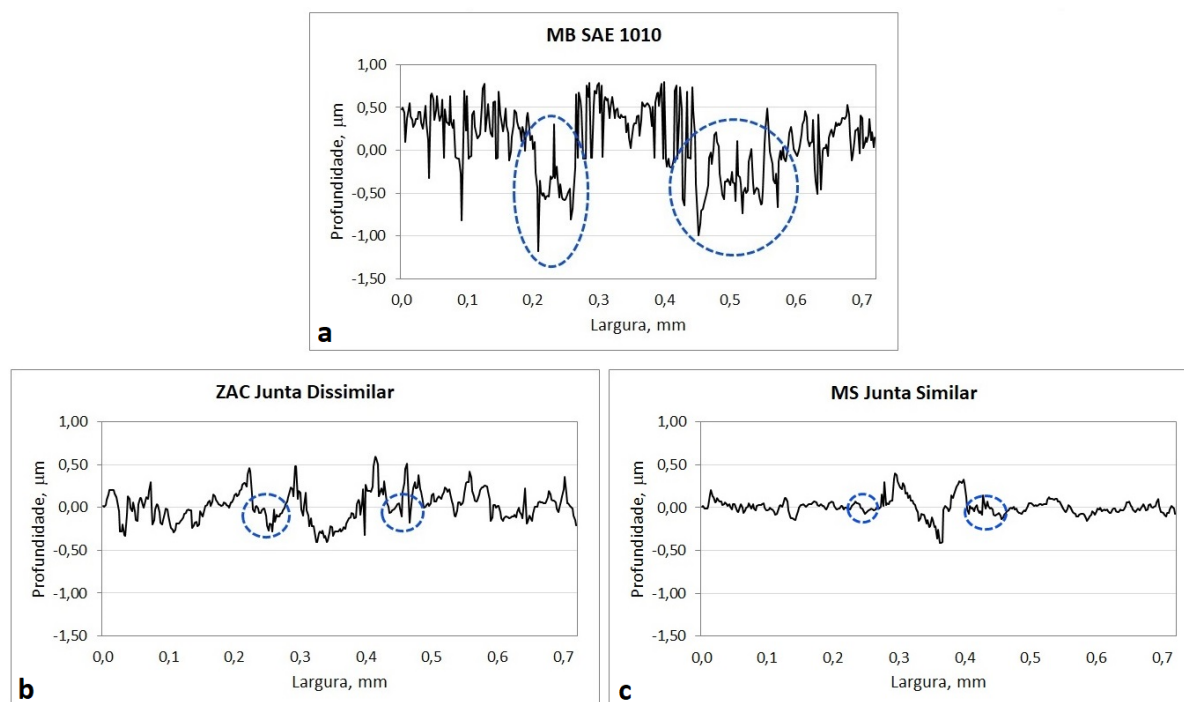 MB SAE 1010
1,00
0,50
0,00
-0,50
-1,00
-1,50
Profundidade, µm
0,0 0,1 0,2 0,3 0,4 0,5 0,6 0,7
Largura, mm
a
ZAC Junta Dissimilar
1,00
0,50
0,00
-0,50
-1,00
-1,50
Profundidade, µm
0,0 0,1 0,2 0,3 0,4 0,5 0,6 0,7
Largura, mm
b
MS Junta Similar
1,00
0,50
0,00
-0,50
-1,00
-1,50
Profundidade, µm
0,0 0,1 0,2 0,3 0,4 0,5 0,6 0,7
Largura, mm
c